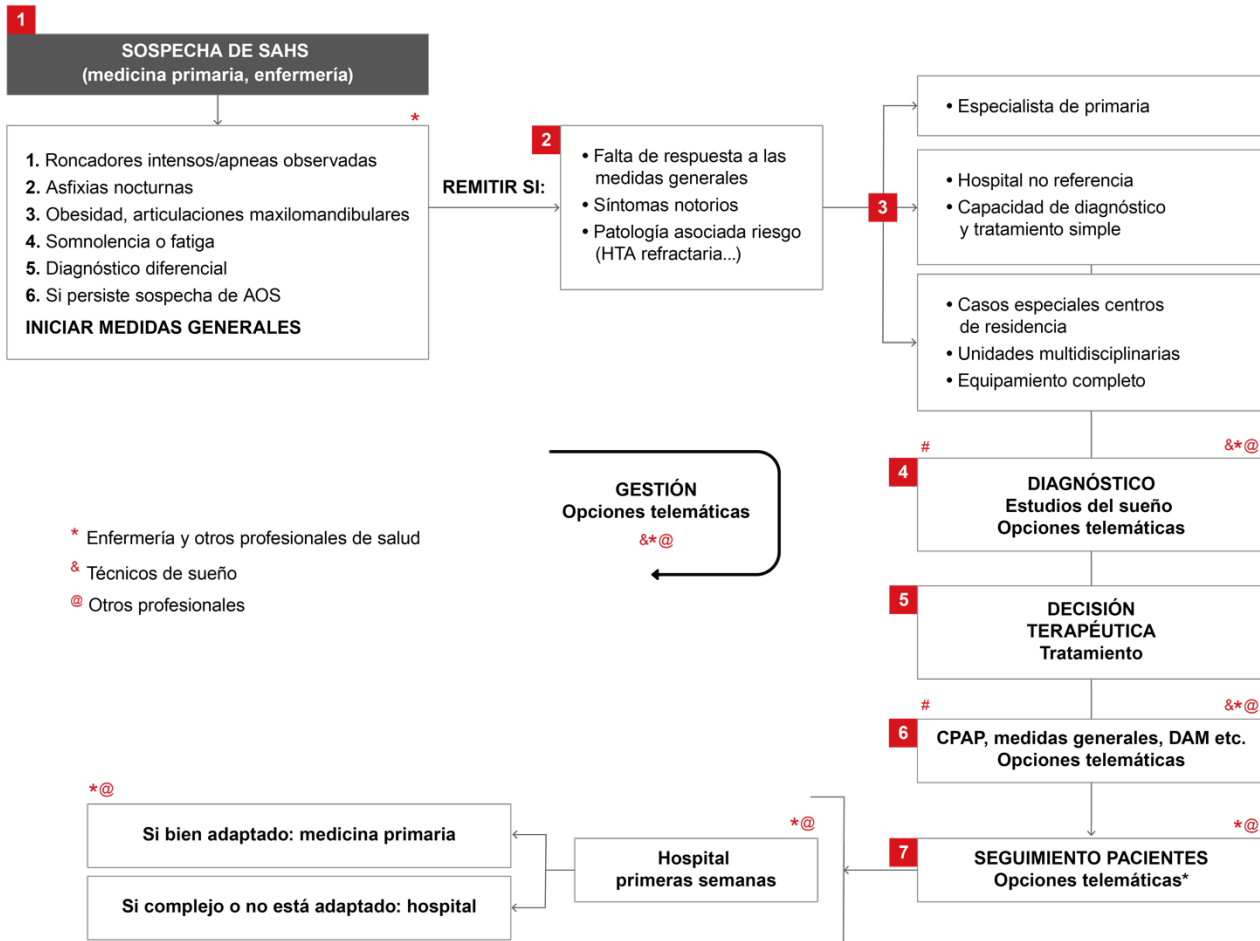 1
SOSPECHA DE SAHS
(medicina primaria, enfermería)
*
1. Roncadores intensos/apneas observadas
2. Asfixias nocturnas
3. Obesidad, articulaciones maxilomandibulares
4. Somnolencia o fatiga
5. Diagnóstico diferencial
6. Si persiste sospecha de AOS
INICIAR MEDIDAS GENERALES
REMITIR SI:
2
• Falta de respuesta a las
medidas generales
• Síntomas notorios
• Patología asociada riesgo
(HTA refractaria...)
3
• Especialista de primaria
• Hospital no referencia
• Capacidad de diagnóstico
y tratamiento simple
• Casos especiales centros
de residencia
• Unidades multidisciplinarias
• Equipamiento completo
GESTIÓN
Opciones telemáticas
&*@
* Enfermería y otros profesionales de salud
& Técnicos de sueño
@ Otros profesionales
# &*@
4
DIAGNÓSTICO
Estudios del sueño
Opciones telemáticas
5
DECISIÓN
TERAPÉUTICA
Tratamiento
# &*@
6
CPAP, medidas generales, DAM etc.
Opciones telemáticas
*@
7
SEGUIMIENTO PACIENTES
Opciones telemáticas*
*@
Hospital
primeras semanas
*@
Si bien adaptado: medicina primaria
Si complejo o no está adaptado: hospital